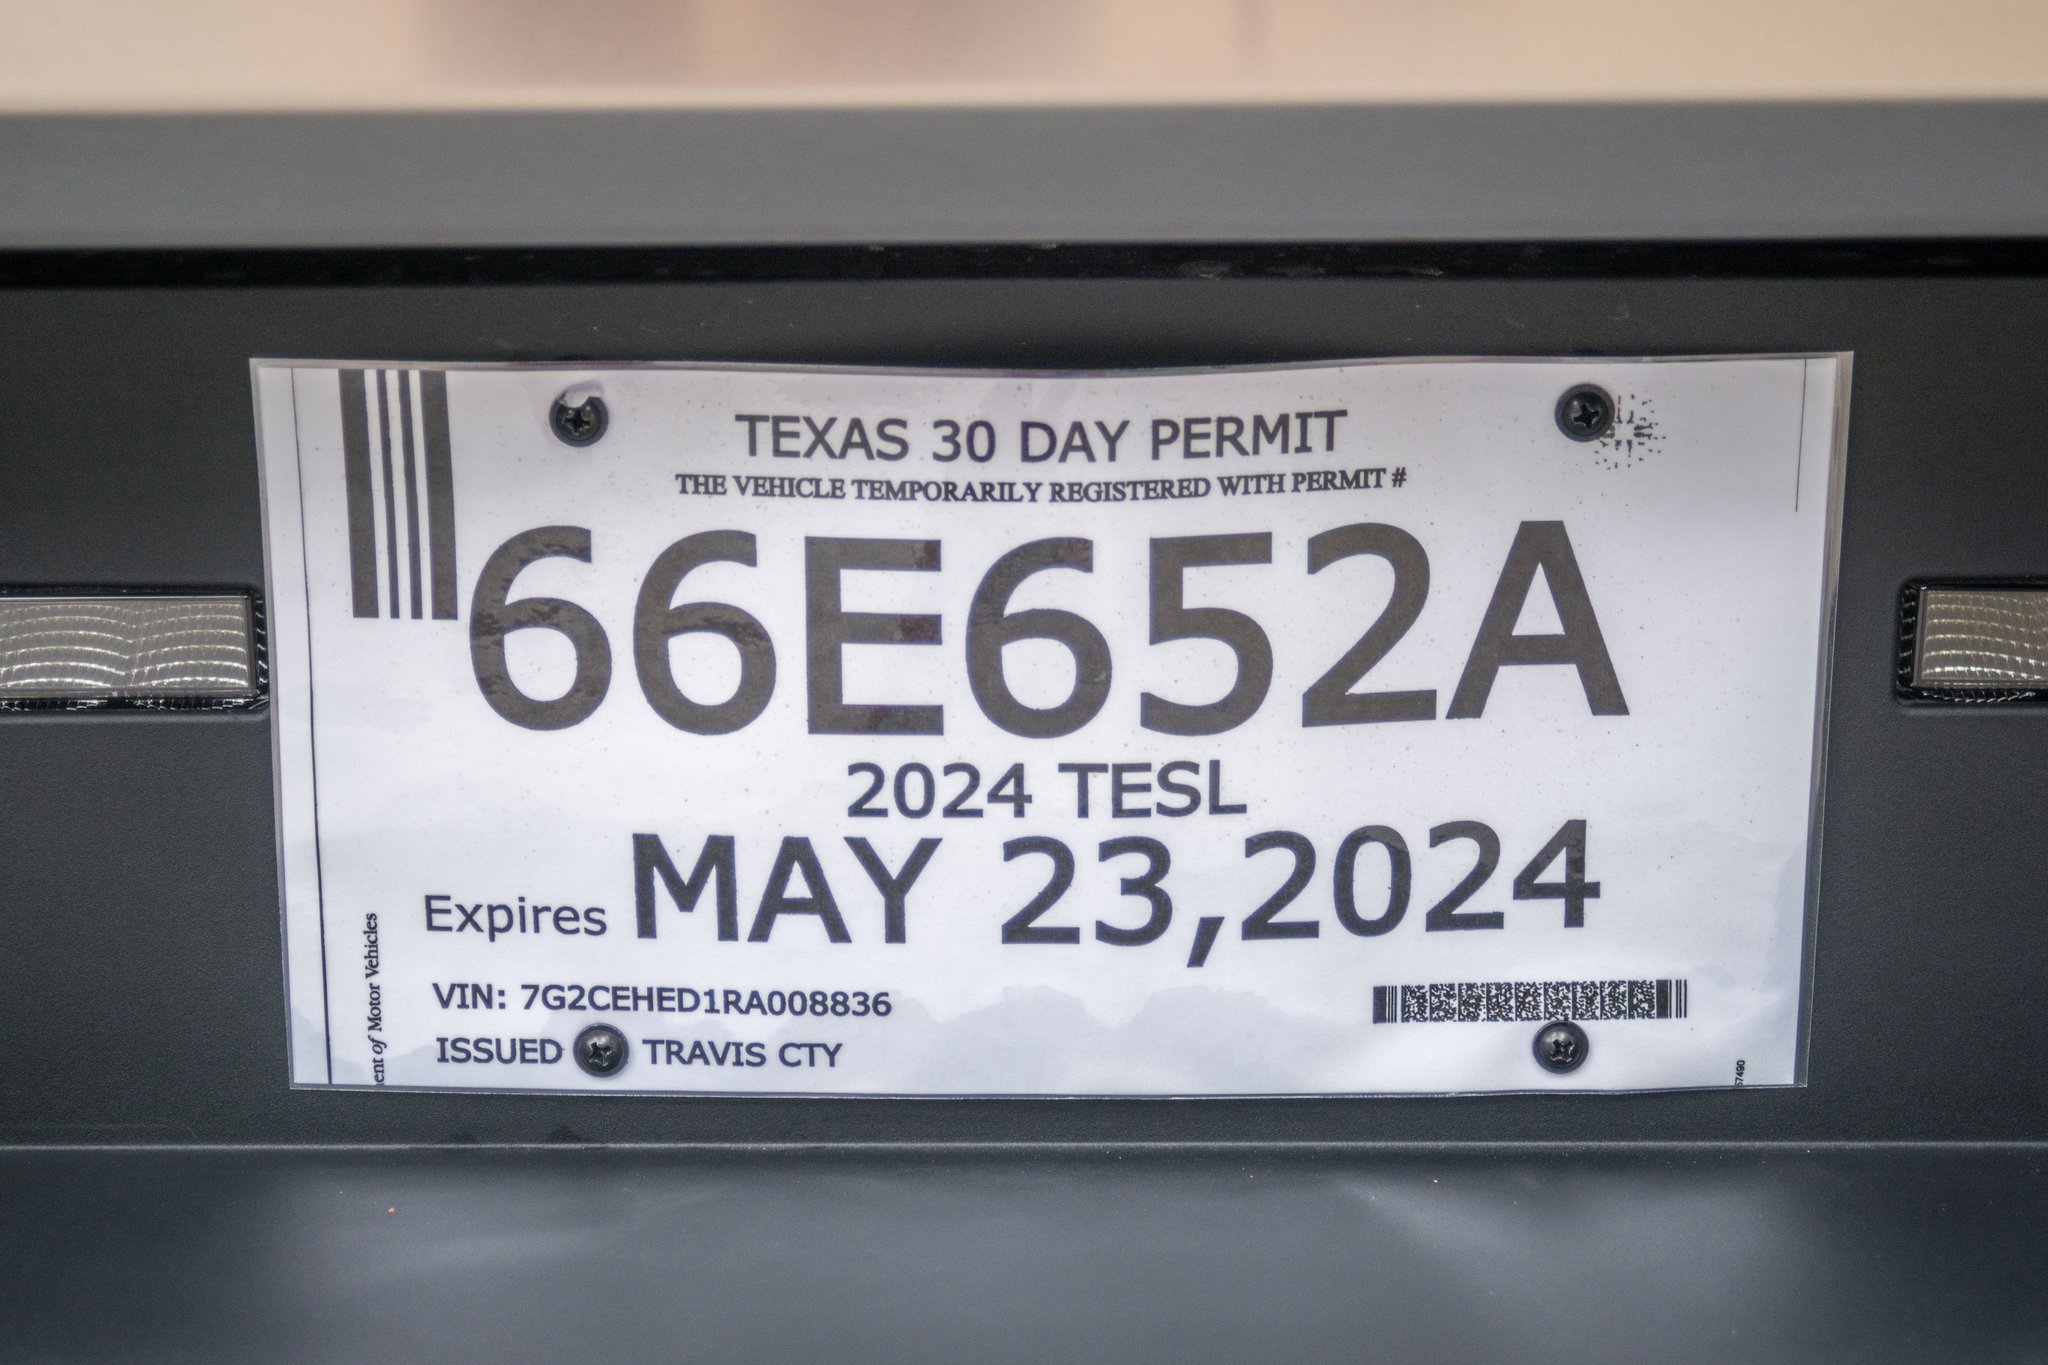 TEXAS 30 DAY PERMIT
THE VEHICLE TEMPORARILY REGISTERED WITH PERMIT #
66E652A
2024 TESL
Expires MAY 23,2024
VIN: 7G2CEHED1RA008836
ISSUED TRAVIS CTY
of Motor Vehicles